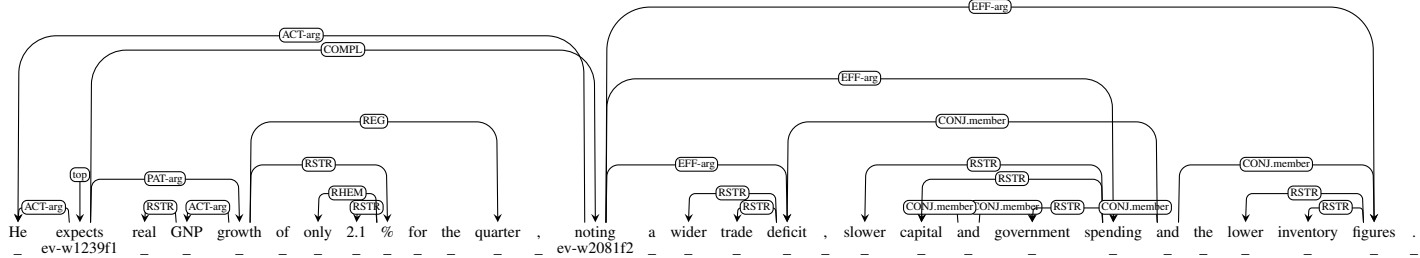 EFF-arg
ACT-arg
COMPL
EFF-arg
REG CONJ.member
top PAT-arg RSTR EFF-arg RSTR CONJ.member
RSTR
ACT-arg RSTR ACT-arg RHEM RSTR RSTR RSTR CONJ.member CONJ.member RSTR CONJ.member RSTR RSTR
He expects real GNP growth of only 2.1 % for the quarter , noting a wider trade deficit , slower capital and government spending and the lower inventory figures .
_ ev-w1239f1 _ _ _ _ _ _ _ _ _ _ _ ev-w2081f2 _ _ _ _ _ _ _ _ _ _ _ _ _ _ _ _